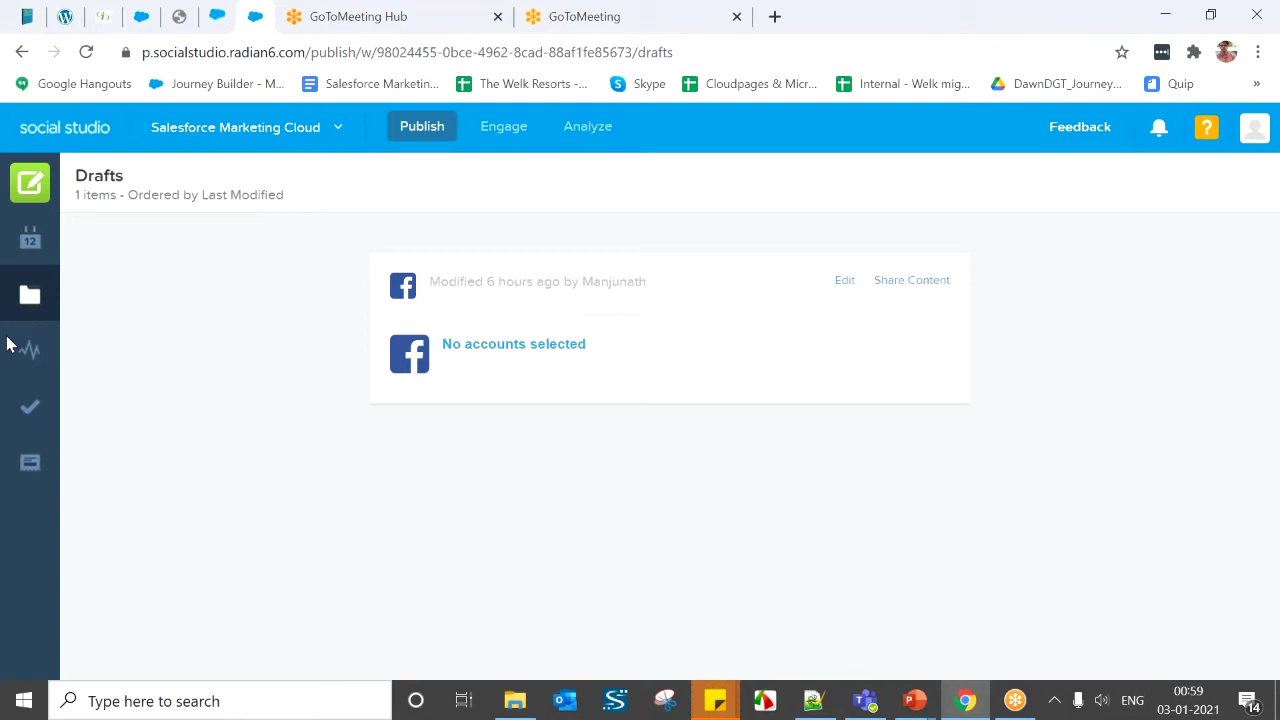 GoToMeeting Hub
GoToMeeting
p.socialstudio.radian6.com/publish/w/98024455-0bce-4962-8cad-88af1fe85673/drafts
Google Hangouts
Journey Builder - M...
Salesforce Marketin...
The Welk Resorts -...
Skype
Cloudpages & Micr...
Internal - Welk mig...
DawnDGT_Journey...
Quip
»
social studio
Salesforce Marketing Cloud
Publish
Engage
Analyze
Feedback
?
Drafts
1 items - Ordered by Last Modified
12
Modified 6 hours ago by Manjunath
Edit
Share Content
No accounts selected
Type here to search
ENG
00:59
03-01-2021
14